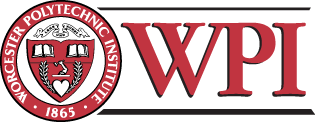 WORCESTER POLYTECHNIC INSTITUTE
· 1865 ·
WPI